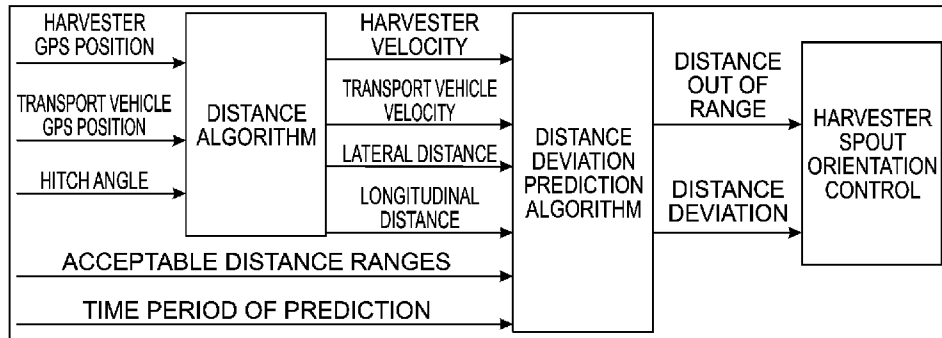 HARVESTER
GPS POSITION
TRANSPORT VEHICLE
GPS POSITION
HITCH ANGLE
DISTANCE
ALGORITHM
HARVESTER
VELOCITY
TRANSPORT VEHICLE
VELOCITY
LATERAL DISTANCE
LONGITUDINAL
DISTANCE
ACCEPTABLE DISTANCE RANGES
TIME PERIOD OF PREDICTION
DISTANCE
DEVIATION
PREDICTION
ALGORITHM
DISTANCE
OUT OF
RANGE
DISTANCE
DEVIATION
HARVESTER
SPOUT
ORIENTATION
CONTROL